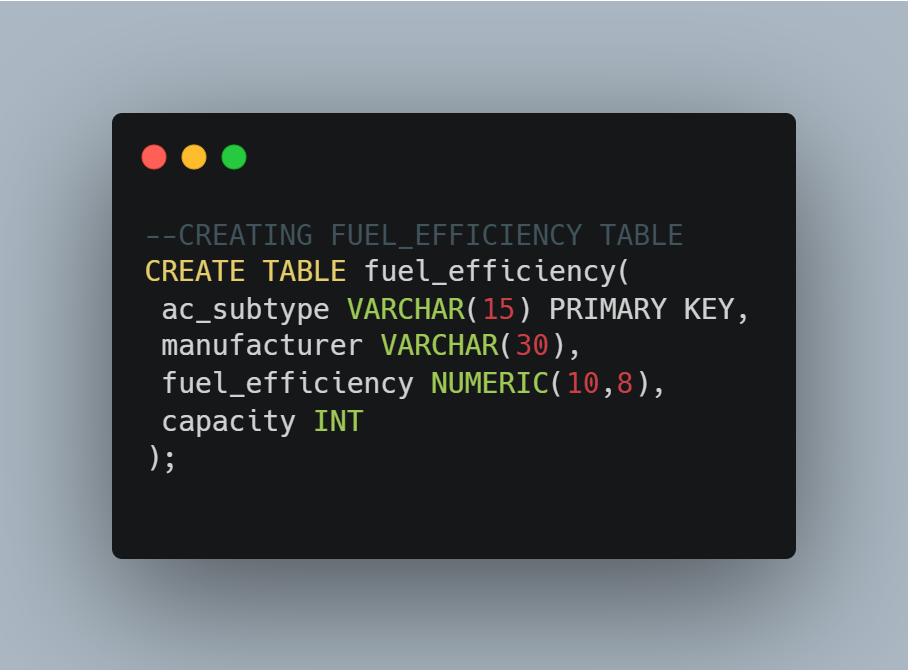 --CREATING FUEL_EFFICIENCY TABLE
CREATE TABLE fuel_efficiency(
 ac_subtype VARCHAR(15) PRIMARY KEY,
 manufacturer VARCHAR(30),
 fuel_efficiency NUMERIC(10,8),
 capacity INT
);